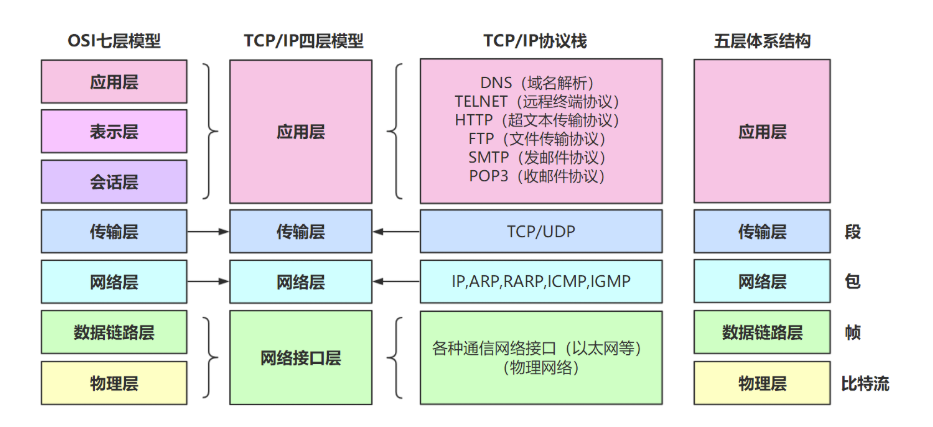 OSI七层模型
TCP/IP四层模型
TCP/IP协议栈
五层体系结构
应用层
表示层
会话层
应用层
DNS（域名解析）
TELNET（远程终端协议）
HTTP（超文本传输协议）
FTP（文件传输协议）
SMTP（发邮件协议）
POP3（收邮件协议）
应用层
传输层
传输层
TCP/UDP
传输层
段
网络层
网络层
IP,ARP,RARP,ICMP,IGMP
网络层
包
数据链路层
物理层
网络接口层
各种通信网络接口（以太网等）
（物理网络）
数据链路层
帧
物理层
比特流